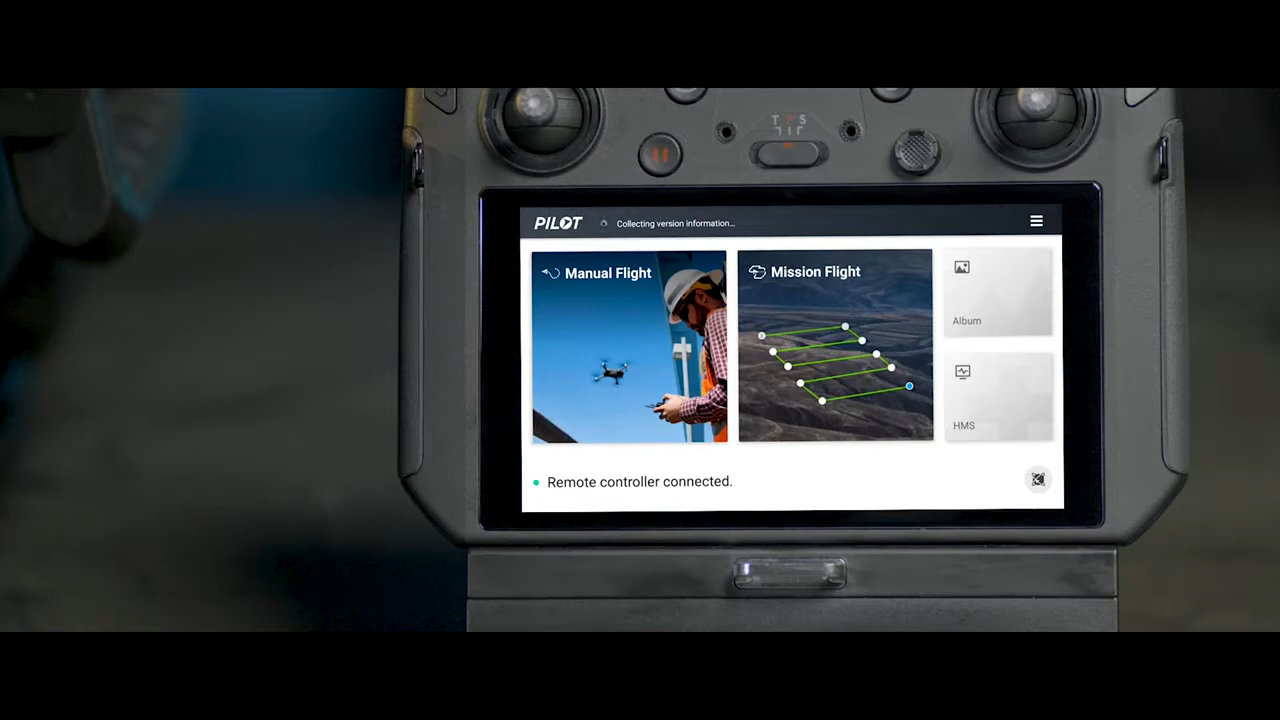 T P S
PILOT
Collecting version information...
Manual Flight
Mission Flight
Album
HMS
Remote controller connected.